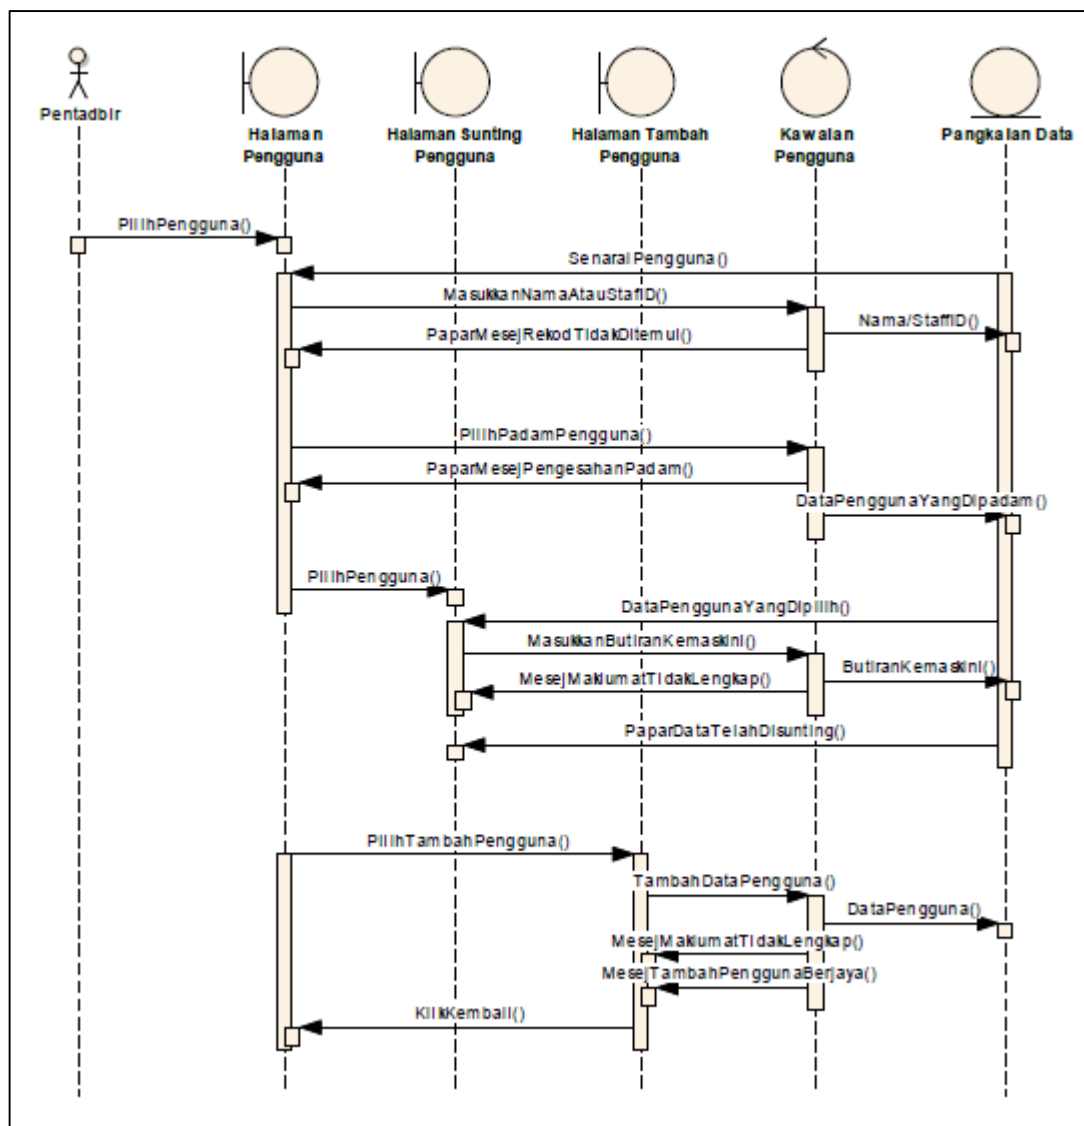 Pentadbir
Halaman
Pengguna
Halaman Sunting
Pengguna
Halaman Tambah
Pengguna
Kawalan
Pengguna
Pangkalan Data
PilihPengguna()
SenaraiPengguna()
MasukkanNamaAtauStafID()
Nama/StaffID()
PaparMesejRekodTidakDitemui()
PilihPadamPengguna()
PaparMesejPengesahanPadam()
DataPenggunaYangDipadam()
PilihPengguna()
DataPenggunaYangDipilih()
MasukkanButiranKemaskini()
ButiranKemaskini()
MesejMaklumatTidakLengkap()
PaparDataTelahDisunting()
PilihTambahPengguna()
TambahDataPengguna()
DataPengguna()
MesejMaklumatTidakLengkap()
MesejTambahPenggunaBerjaya()
KlikKembali()